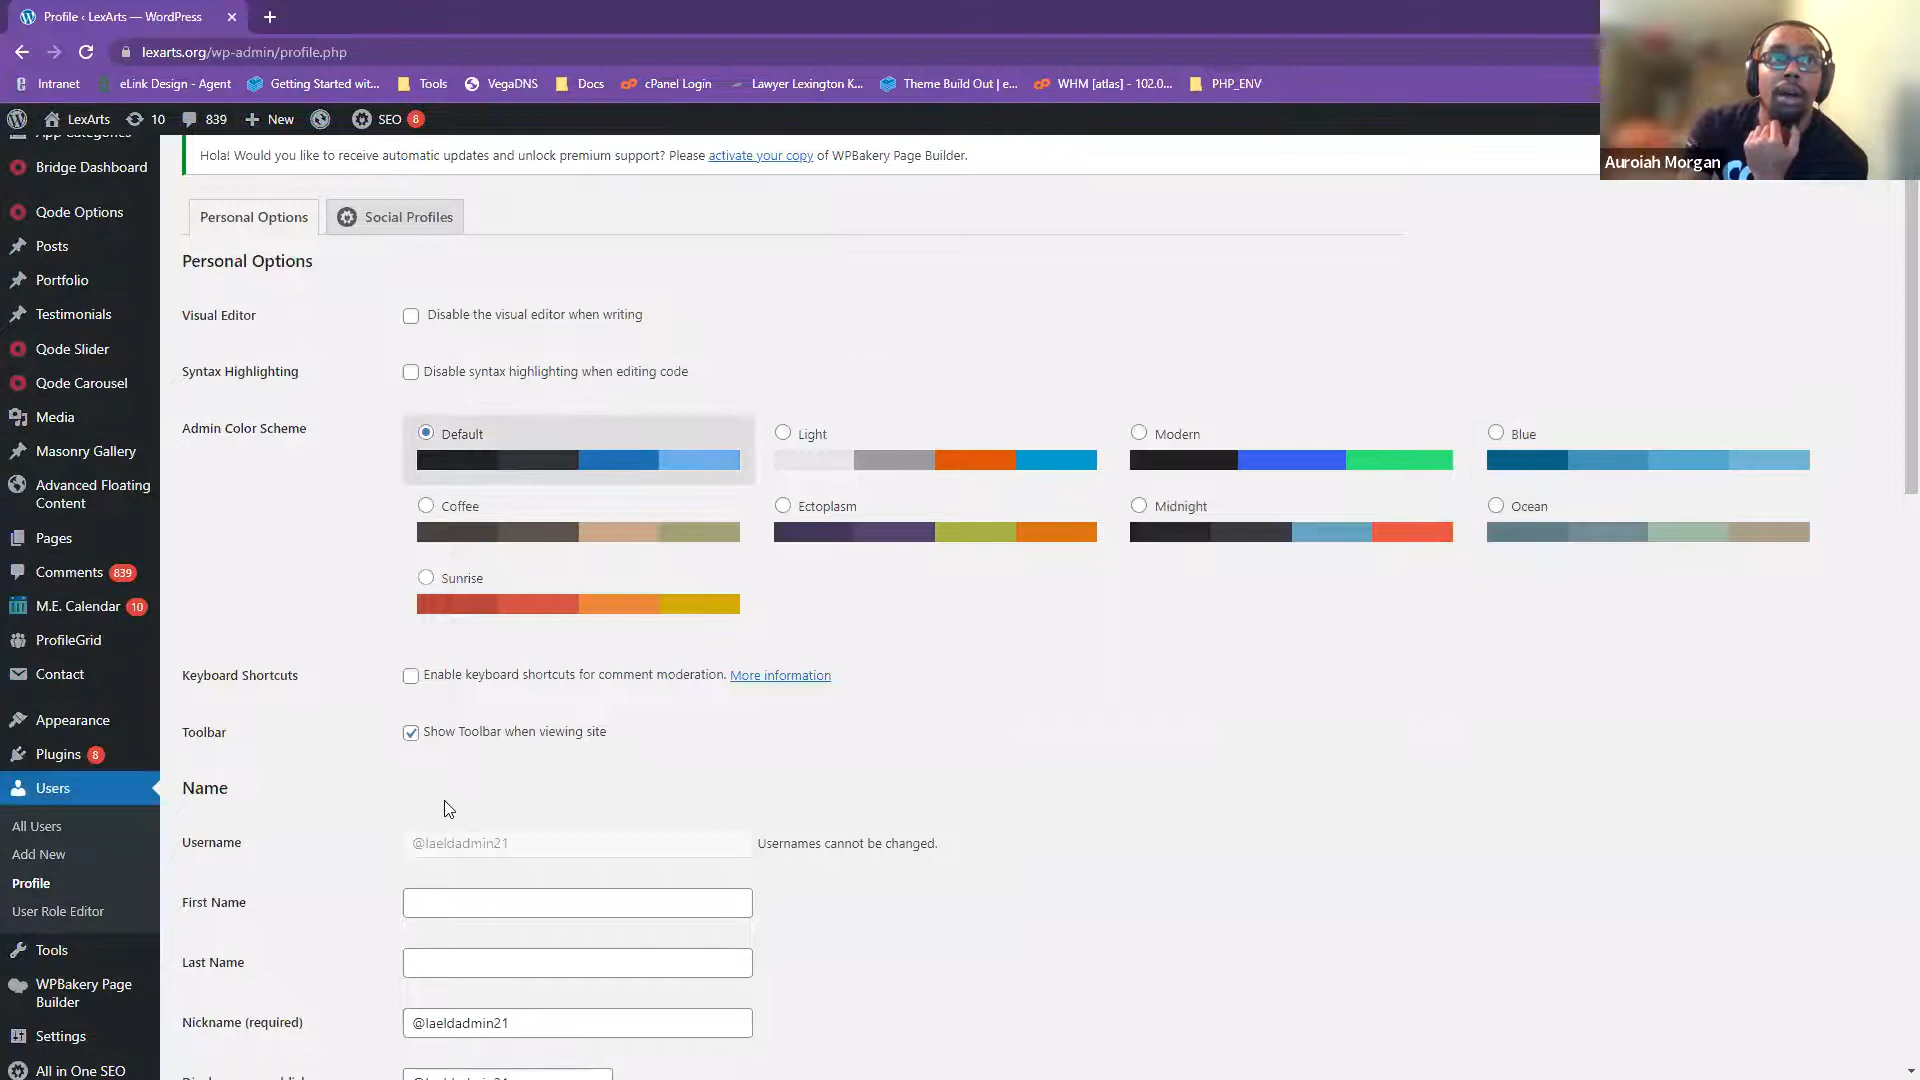 Profile ‹ LexArts — WordPress
lexarts.org/wp-admin/profile.php
Intranet
eLink Design - Agent
Getting Started wit...
Tools
VegaDNS
Docs
cPanel Login
Lawyer Lexington K...
Theme Build Out | e...
WHM [atlas] - 102.0...
PHP_ENV
LexArts
10
839
New
SEO
8
Auroiah Morgan
App Categories
Bridge Dashboard
Qode Options
Posts
Portfolio
Testimonials
Qode Slider
Qode Carousel
Media
Masonry Gallery
Advanced Floating
Content
Pages
Comments 839
M.E. Calendar 10
ProfileGrid
Contact
Appearance
Plugins 8
Users
All Users
Add New
Profile
User Role Editor
Tools
WPBakery Page
Builder
Settings
All in One SEO
Hola! Would you like to receive automatic updates and unlock premium support? Please activate your copy of WPBakery Page Builder.
Personal Options
Social Profiles
Personal Options
Visual Editor
Disable the visual editor when writing
Syntax Highlighting
Disable syntax highlighting when editing code
Admin Color Scheme
Default
Light
Modern
Blue
Coffee
Ectoplasm
Midnight
Ocean
Sunrise
Keyboard Shortcuts
Enable keyboard shortcuts for comment moderation. More information
Toolbar
Show Toolbar when viewing site
Name
Username
@laeldadmin21
Usernames cannot be changed.
First Name
Last Name
Nickname (required)
@laeldadmin21